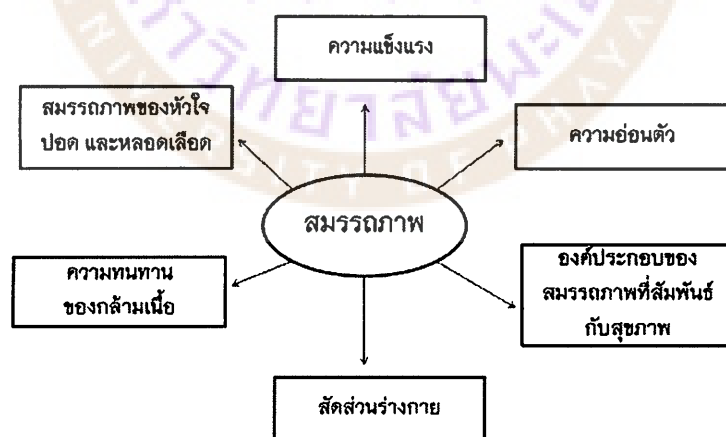 ความแข็งแรง
สมรรถภาพของหัวใจ
ปอด และหลอดเลือด
ความอ่อนตัว
สมรรถภาพ
ความทนทาน
ของกล้ามเนื้อ
องค์ประกอบของ
สมรรถภาพที่สัมพันธ์
กับสุขภาพ
สัดส่วนร่างกาย